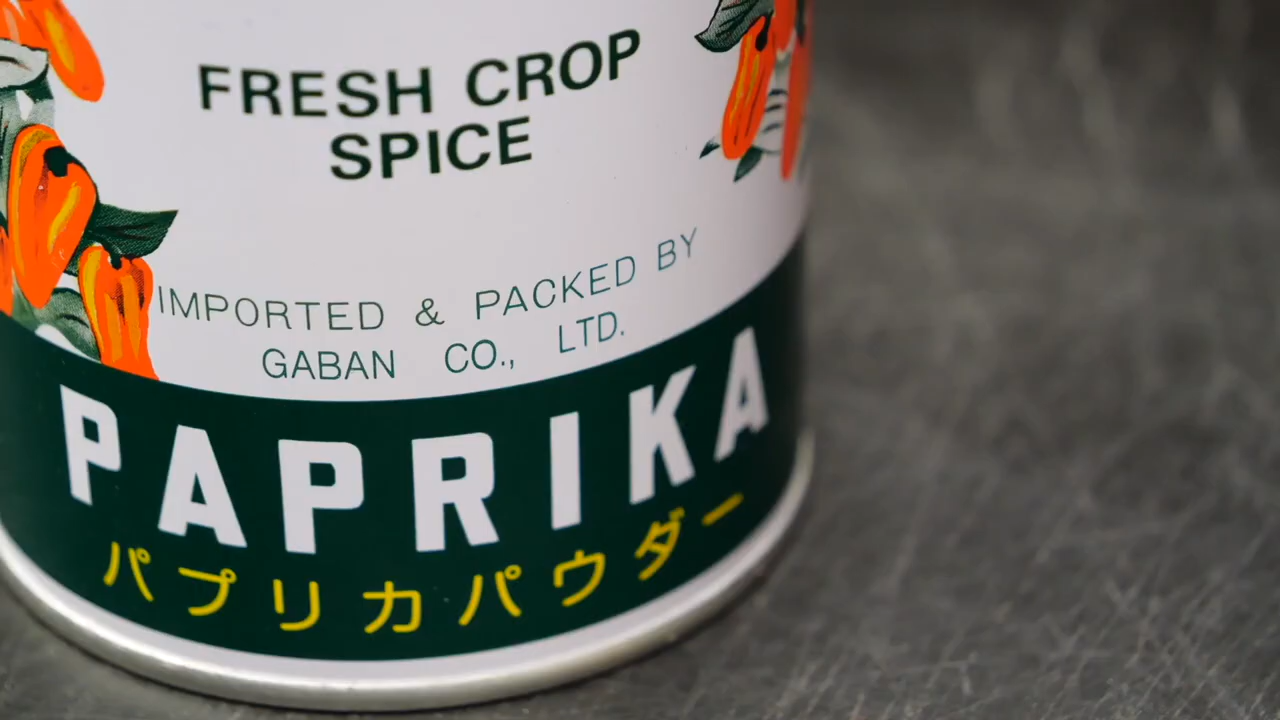 FRESH CROP
SPICE
IMPORTED & PACKED BY
GABAN CO., LTD.
PAPRIKA
パプリカパウダー